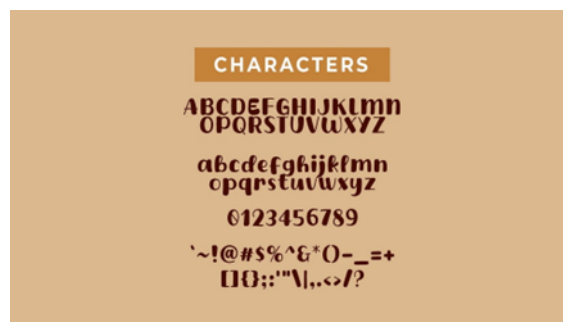 CHARACTERS
ABCDEFGHIJKLmn
OPQRSTUVWXYZ
abcdefghijklmn
opqrstuvwxyz
0123456789
`~!@#$%^&*()-_=+
[]{};:'"\|,.<>/?